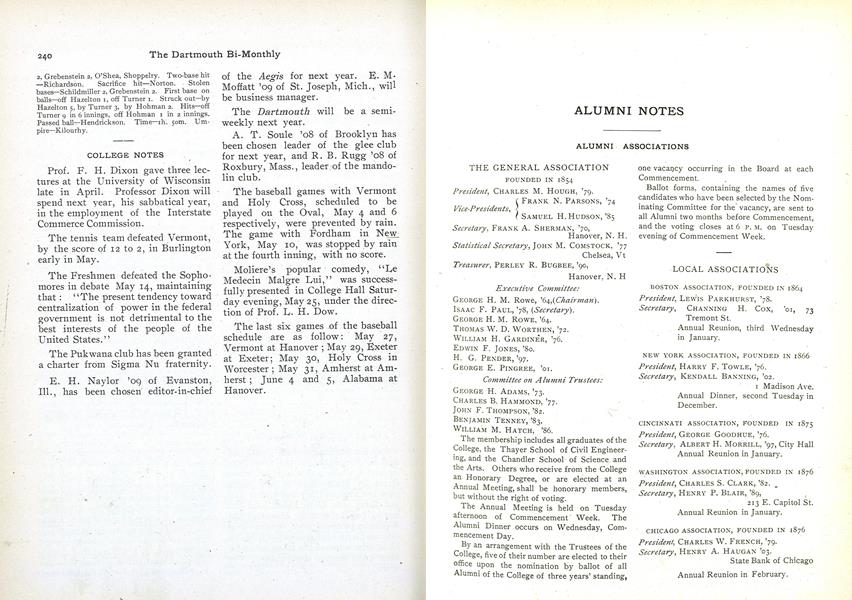 240
The Dartmouth Bi-Monthly
2, Grebenstein 2, O'Shea, Shoppelry. Two-base hit
—Richardson. Sacrifice hit—Norton. Stolen
bases—Schildmiller 2, Grebenstein 2. First base on
balls—off Hazelton 1, off Turner 1. Struck out—by
Hazelton 5, by Turner 3, by Hohman 2. Hits—off
Turner 9 in 6 innings, off Hohman 1 in 2 innings.
Passed ball—Hendrickson. Time—1h. 50m. Um-
pire—Kilourhy.
COLLEGE NOTES
Prof. F. H. Dixon gave three lec-
tures at the University of Wisconsin
late in April. Professor Dixon will
spend next year, his sabbatical year,
in the employment of the Interstate
Commerce Commission.
The tennis team defeated Vermont,
by the score of 12 to 2, in Burlington
early in May.
The Freshmen defeated the Sopho-
mores in debate May 14, maintaining
that: "The present tendency toward
centralization of power in the federal
government is not detrimental to the
best interests of the people of the
United States."
The Pukwana club has been granted
a charter from Sigma Nu fraternity.
E. H. Naylor '09 of Evanston,
Ill., has been chosen editor-in-chief
of the Aegis for next year. E. M.
Moffatt '09 of St. Joseph, Mich., will
be business manager.
The Dartmouth will be a semi-
weekly next year.
A. T. Soule '08 of Brooklyn has
been chosen leader of the glee club
for next year, and R. B. Rugg '08 of
Roxbury, Mass., leader of the mando-
lin club.
The baseball games with Vermont
and Holy Cross, scheduled to be
played on the Oval, May 4 and 6
respectively, were prevented by rain.
The game with Fordham in New
York, May 10, was stopped by rain
at the fourth inning, with no score.
Moliere's popular comedy, "Le
Medecin Malgre Lui," was success-
fully presented in College Hall Satur-
day evening, May 25, under the direc-
tion of Prof. L. H. Dow.
The last six games of the baseball
schedule are as follow: May 27,
Vermont at Hanover; May 29, Exeter
at Exeter; May 30, Holy Cross in
Worcester; May 31, Amherst at Am-
herst; June 4 and 5, Alabama at
Hanover.
ALUMNI NOTES
ALUMNI ASSOCIATIONS
THE GENERAL ASSOCIATION
FOUNDED IN 1854
President, CHARLES M. HOUGH, '79.
Vice-Presidents, { FRANK N. PARSONS, '74
SAMUEL H. HUDSON, '85
Secretary, FRANK A. SHERMAN, '70,
Hanover, N. H.
Statistical Secretary, JOHN M. COMSTOCK, '77
Chelsea, Vt
Treasurer, PERLEY R. BUGBEE, '90,
Hanover, N. H
Executive Committee:
GEORGE H. M. ROWE, '64,(Chairman).
ISAAC F. PAUL, '78, (Secretary).
GEORGE H. M. ROWE, '64.
THOMAS W. D. WORTHEN, '72.
WILLIAM H. GARDINER, '76.
EDWIN F. JONES, '80.
H. G. PENDER, '97.
GEORGE E. PINGREE, '01.
Committee on Alumni Trustees:
GEORGE H. ADAMS, '73.
CHARLES B. HAMMOND, '77.
JOHN F. THOMPSON, '82.
BENJAMIN TENNEY, '83.
WILLIAM M. HATCH, '86.
The membership includes all graduates of the
College, the Thayer School of Civil Engineer-
ing, and the Chandler School of Science and
the Arts. Others who receive from the College
an Honorary Degree, or are elected at an
Annual Meeting, shall be honorary members,
but without the right of voting.
The Annual Meeting is held on Tuesday
afternoon of Commencement Week. The
Alumni Dinner occurs on Wednesday, Com-
mencement Day.
By an arrangement with the Trustees of the
College, five of their number are elected to their
office upon the nomination by ballot of all
Alumni of the College of three years' standing,
one vacancy occurring in the Board at each
Commencement.
Ballot forms, containing the names of five
candidates who have been selected by the Nom-
inating Committee for the vacancy, are sent to
all Alumni two months before Commencement,
and the voting closes at 6 P. M. on Tuesday
evening of Commencement Week.
LOCAL ASSOCIATIONS
BOSTON ASSOCIATION, FOUNDED IN 1864
President, LEWIS PARKHURST, '78.
Secretary, CHANNING H. COX, '01, 73
Tremont St.
Annual Reunion, third Wednesday
in January.
NEW YORK ASSOCIATION, FOUNDED IN 1866
President, HARRY F. TOWLE, '76.
Secretary, KENDALL BANNING, '02.
1 Madison Ave.
Annual Dinner, second Tuesday in
December.
CINCINNATI ASSOCIATION, FOUNDED IN 1875
President, GEORGE GOODHUE, '76.
Secretary, ALBERT H. MORRILL, '97, City Hall
Annual Reunion in January.
WASHINGTON ASSOCIATION, FOUNDED IN 1876
President, CHARLES S. CLARK, '82.
Secretary, HENRY P. BLAIR, '89,
213 E. Capitol St.
Annual Reunion in January.
CHICAGO ASSOCIATION, FOUNDED IN 1876
President, CHARLES W. FRENCH, '79.
Secretary, HENRY A. HAUGAN '03.
State Bank of Chicago
Annual Reunion in February.